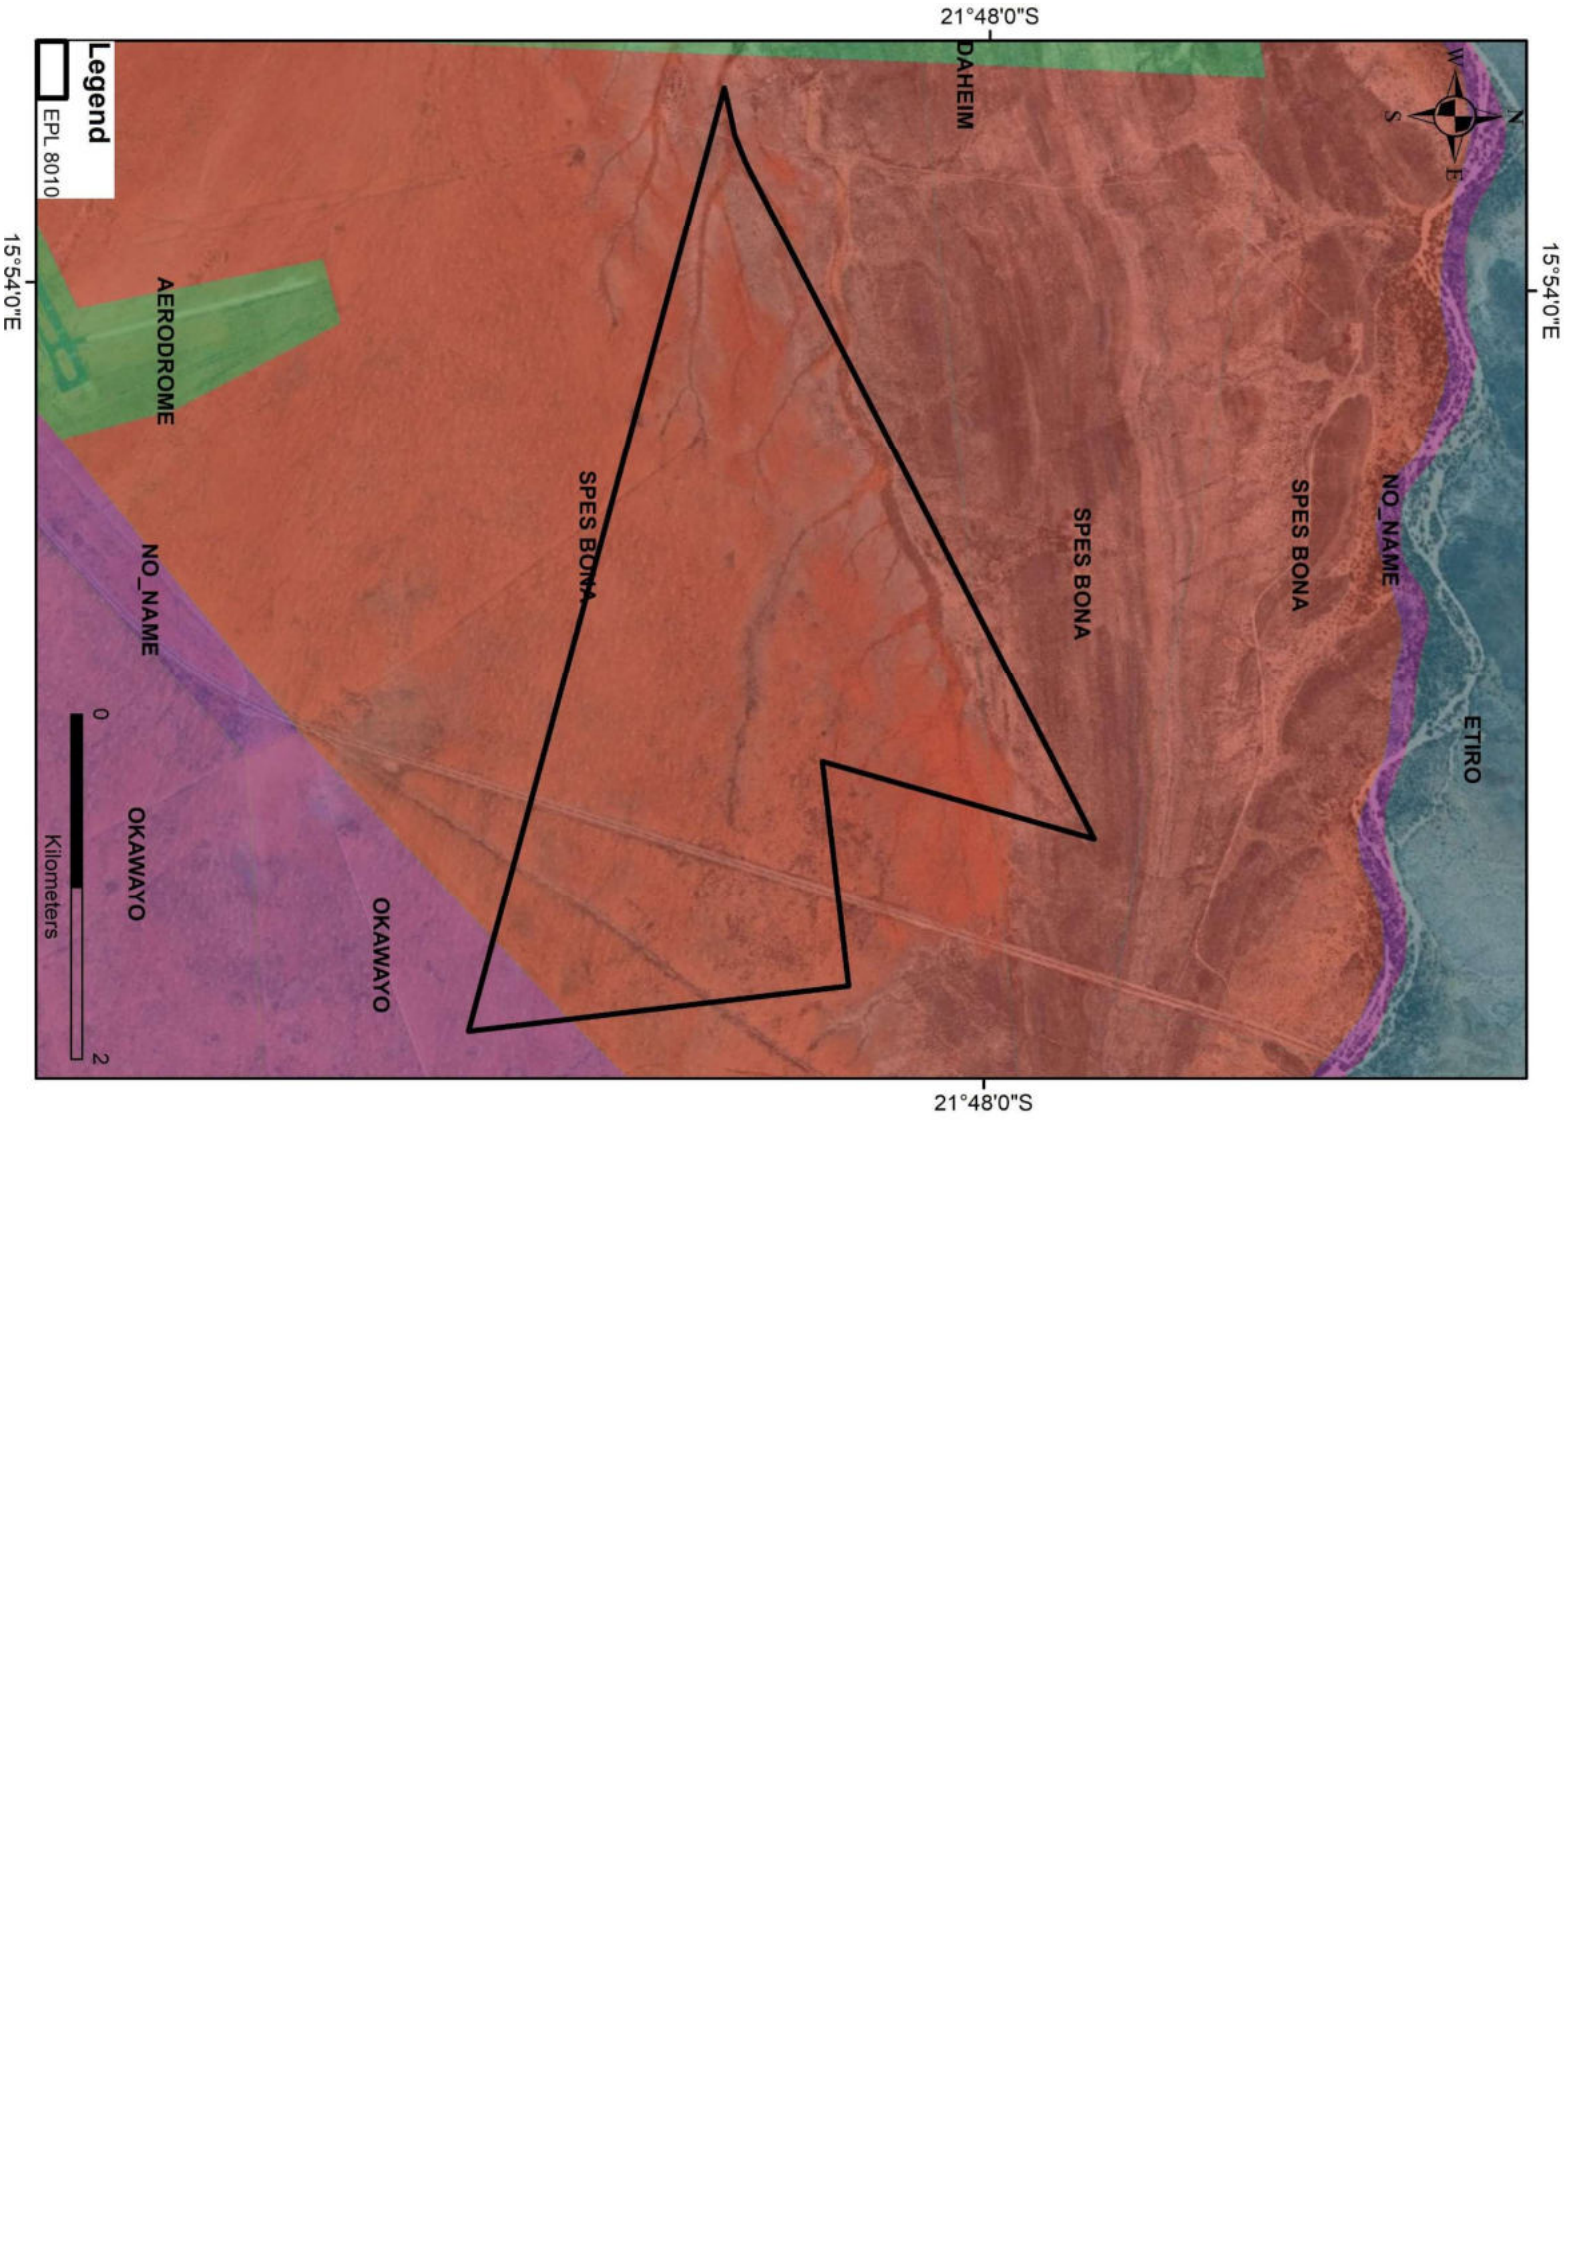 15°54'0"E
N
W
E
S
ETIRO
NO_NAME
SPES BONA
SPES BONA
21°48'0"S
DAHEIM
21°48'0"S
SPES BONA
OKAWAYO
AERODROME
NO_NAME
OKAWAYO
Legend
EPL 8010
0
2
Kilometers
15°54'0"E